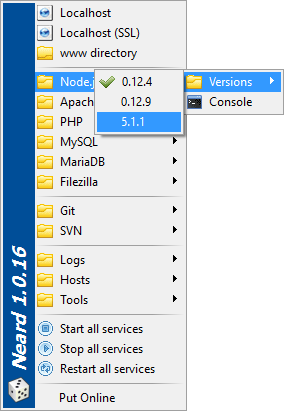 Localhost
Localhost (SSL)
www directory
Node.j
0.12.4
0.12.9
5.1.1
Versions
Console
Apach
PHP
MySQL
MariaDB
Filezilla
Git
SVN
Logs
Hosts
Tools
Start all services
Stop all services
Restart all services
Put Online
Neard 1.0.16